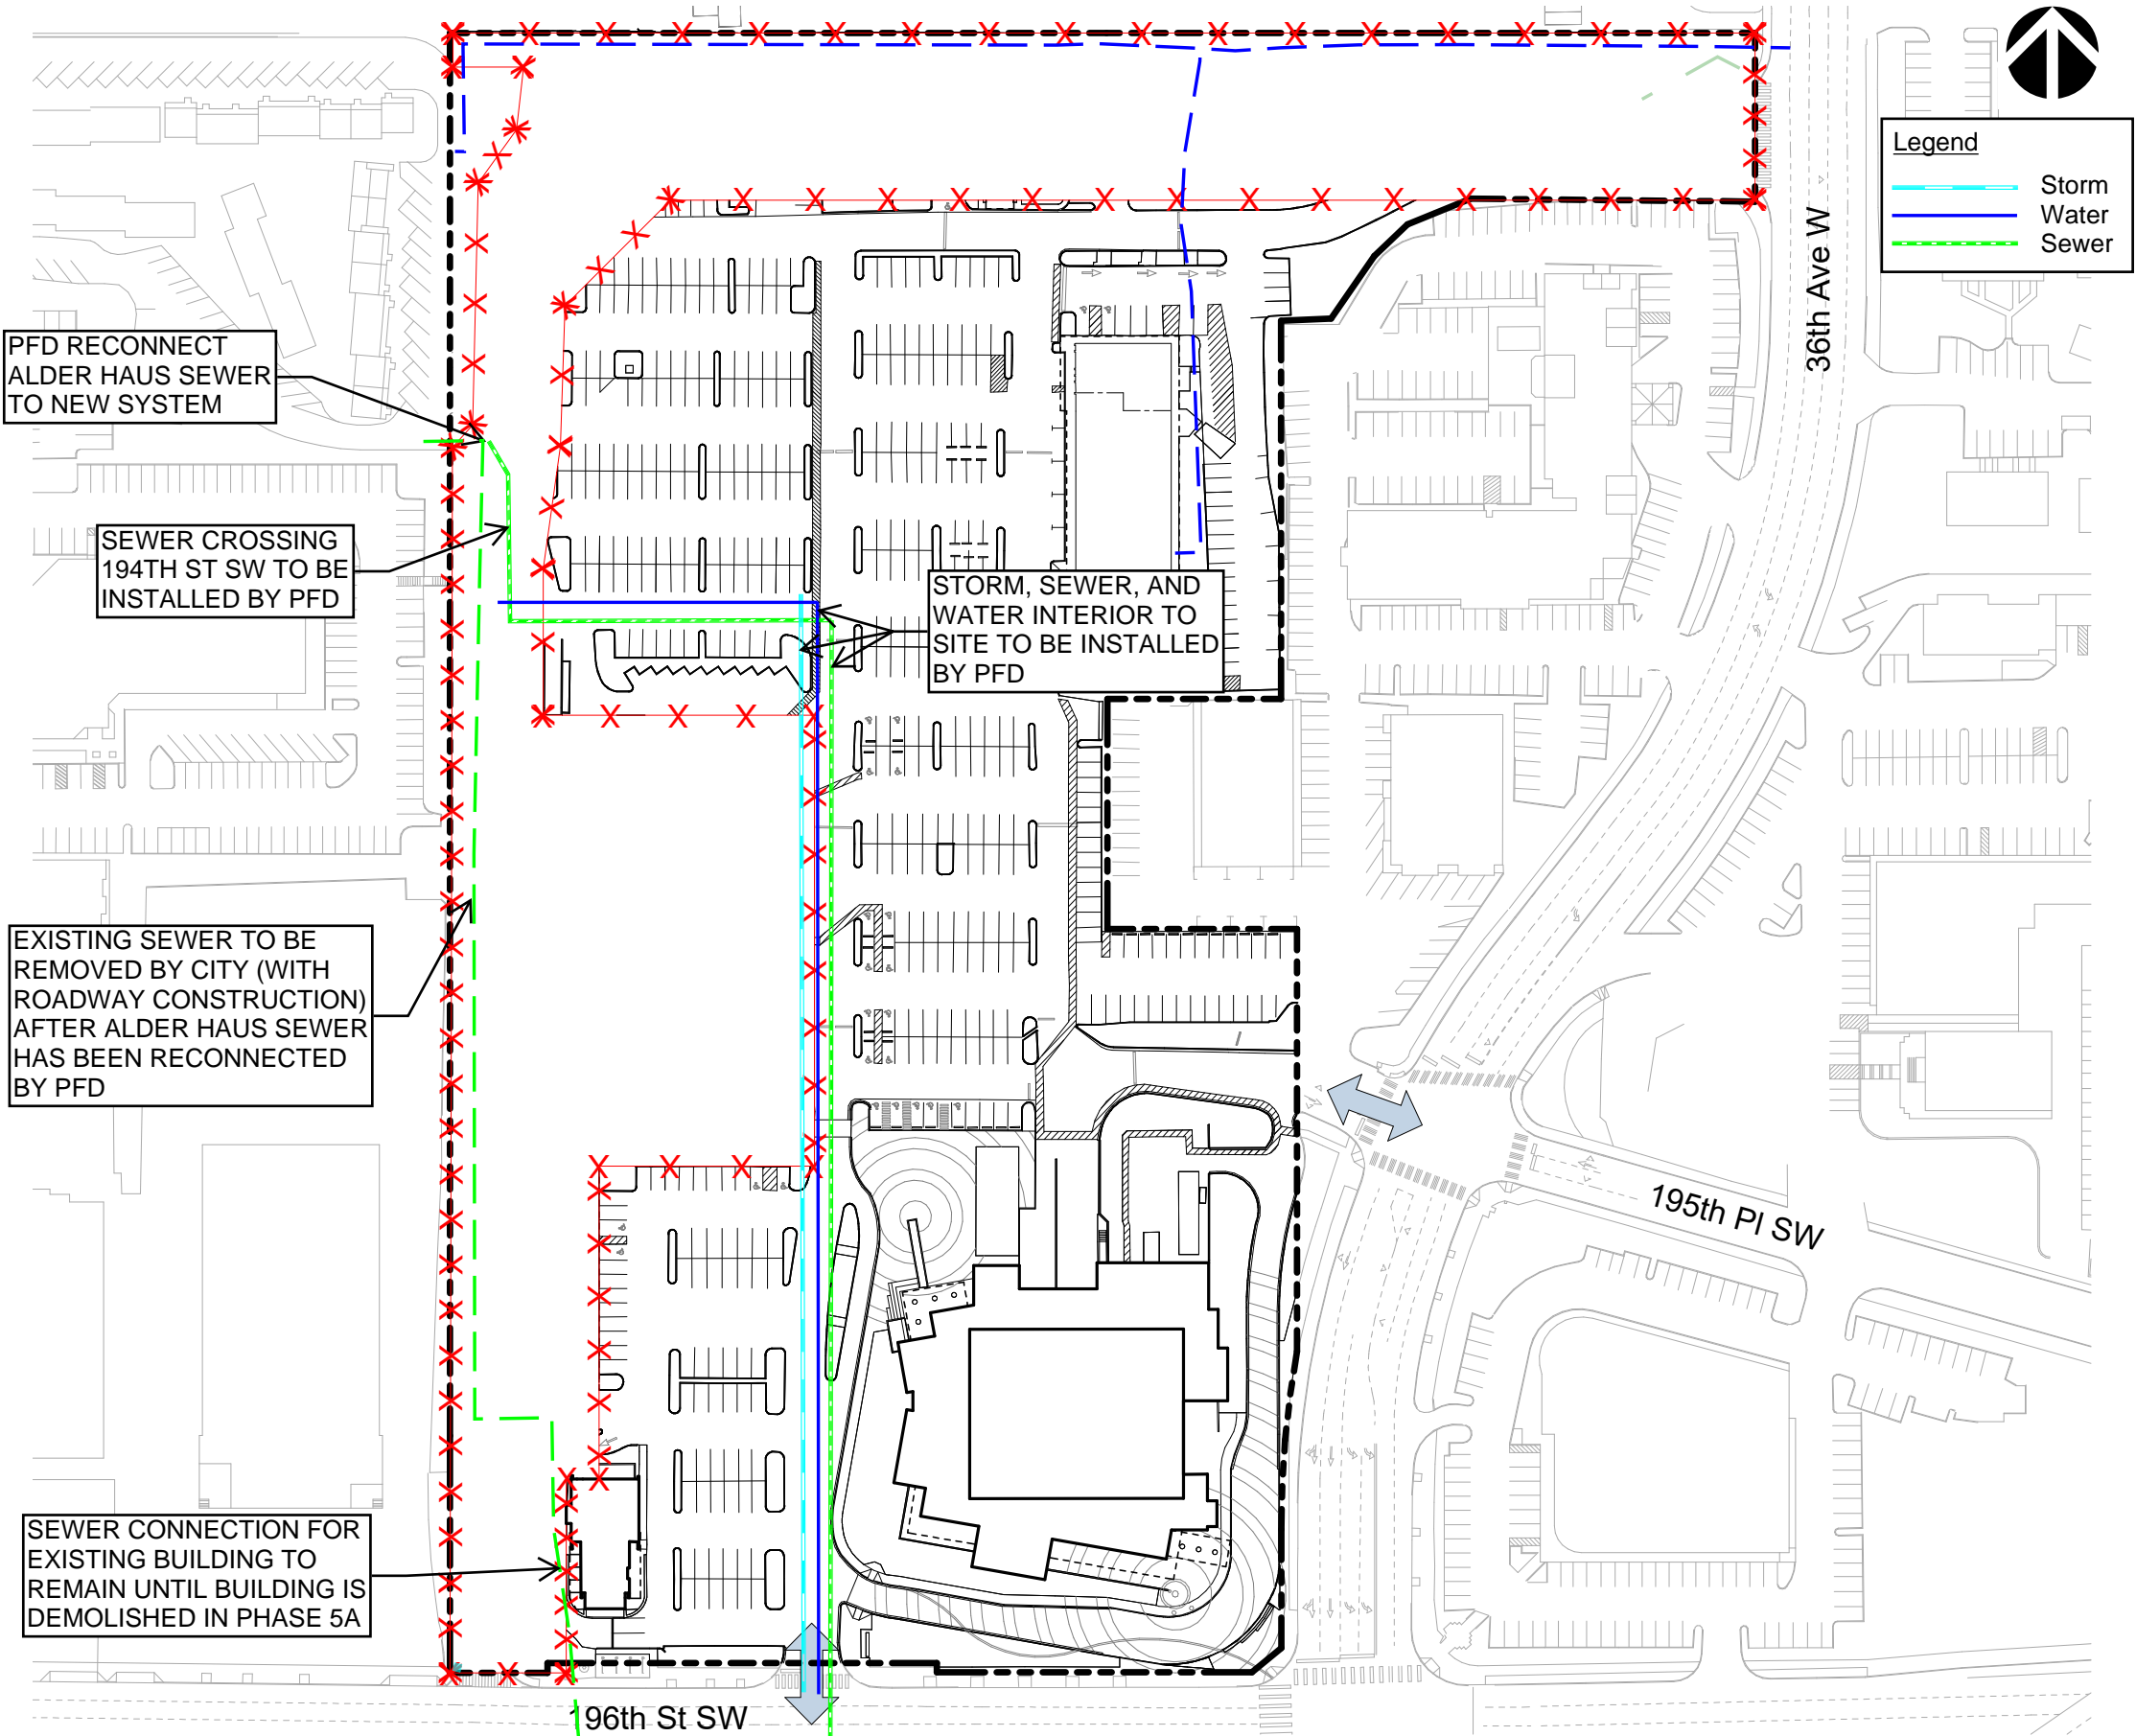 Legend
Storm
Water
Sewer
36th Ave W
PFD RECONNECT
ALDER HAUS SEWER
TO NEW SYSTEM
SEWER CROSSING
194TH ST SW TO BE
INSTALLED BY PFD
STORM, SEWER, AND
WATER INTERIOR TO
SITE TO BE INSTALLED
BY PFD
EXISTING SEWER TO BE
REMOVED BY CITY (WITH
ROADWAY CONSTRUCTION)
AFTER ALDER HAUS SEWER
HAS BEEN RECONNECTED
BY PFD
195th Pl SW
SEWER CONNECTION FOR
EXISTING BUILDING TO
REMAIN UNTIL BUILDING IS
DEMOLISHED IN PHASE 5A
196th St SW